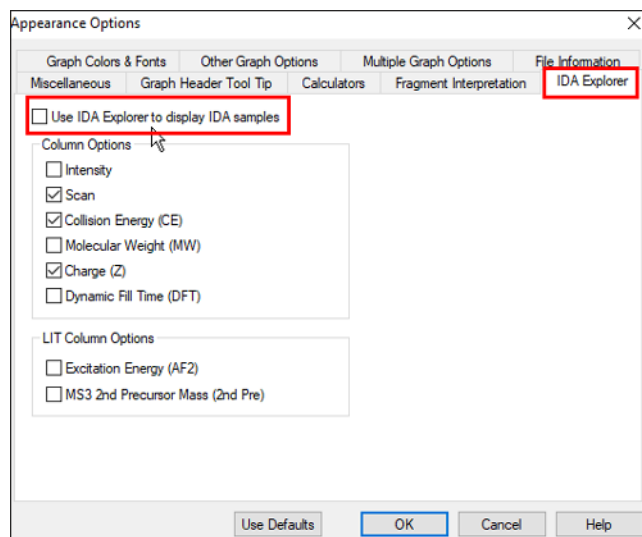 Appearance Options
Graph Colors & Fonts Other Graph Options Multiple Graph Options File Information
Miscellaneous Graph Header Tool Tip Calculators Fragment Interpretation IDA Explorer
Use IDA Explorer to display IDA samples
Column Options
Intensity
Scan
Collision Energy (CE)
Molecular Weight (MW)
Charge (Z)
Dynamic Fill Time (DFT)
LIT Column Options
Excitation Energy (AF2)
MS3 2nd Precursor Mass (2nd Pre)
Use Defaults OK Cancel Help